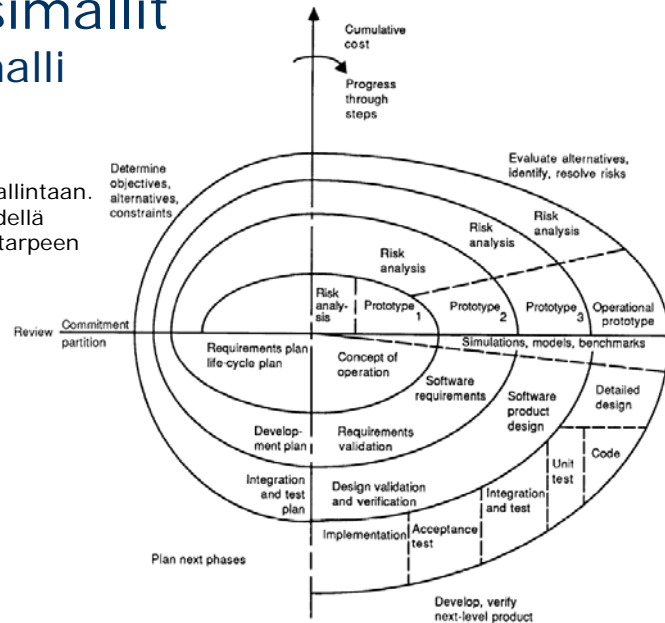 simallit
alli
allintaan.
dellä
tarpeen
Cumulative
cost
Progress
through
steps
Determine
objectives,
alternatives,
constraints
Evaluate alternatives,
identify, resolve risks
Risk
analysis
Risk
analysis
Risk
analysis
Risk
analy-
sis
Prototype
1
Prototype
2
Prototype
3
Operational
prototype
Review
Commitment
partition
Simulations, models, benchmarks
Requirements plan
life-cycle plan
Concept of
operation
Software
requirements
Software
product
design
Detailed
design
Develop-
ment plan
Requirements
validation
Integration
and test
plan
Design validation
and verification
Code
Unit
test
Integration
and test
Acceptance
test
Implementation
Plan next phases
Develop, verify
next-level product